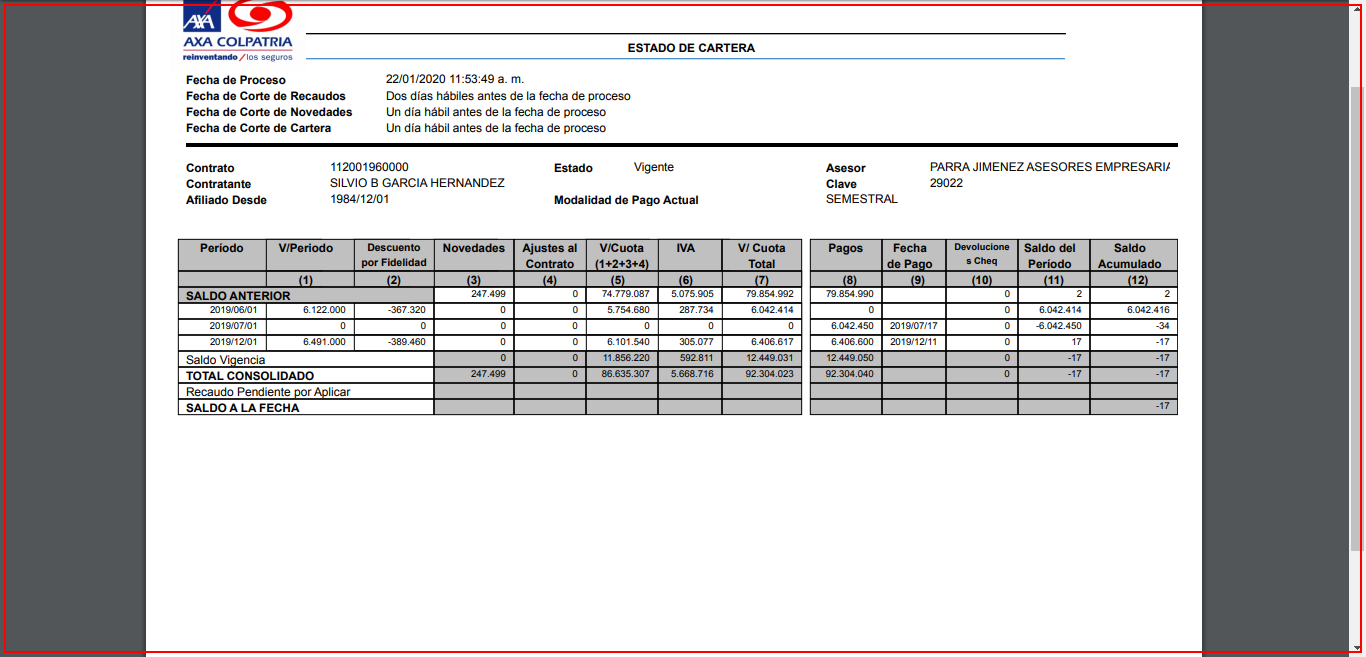 AXA
AXA COLPATRIA
reinventando / los seguros
ESTADO DE CARTERA
Fecha de Proceso 22/01/2020 11:53:49 a. m.
Fecha de Corte de Recaudos Dos días hábiles antes de la fecha de proceso
Fecha de Corte de Novedades Un día hábil antes de la fecha de proceso
Fecha de Corte de Cartera Un día hábil antes de la fecha de proceso
Contrato 112001960000 Estado Vigente Asesor PARRA JIMENEZ ASESORES EMPRESARIA
Contratante SILVIO B GARCIA HERNANDEZ Clave 29022
Afiliado Desde 1984/12/01 Modalidad de Pago Actual SEMESTRAL
Período V/Periodo Descuento Novedades Ajustes al V/Cuota IVA V/ Cuota Pagos Fecha Devolucione Saldo del Saldo
por Fidelidad Contrato (1+2+3+4) Total de Pago s Cheq Período Acumulado
(1) (2) (3) (4) (5) (6) (7) (8) (9) (10) (11) (12)
SALDO ANTERIOR 247.499 0 74.779.087 5.075.905 79.854.992 79.854.990 0 2 2
2019/06/01 6.122.000 -367.320 0 0 5.754.680 287.734 6.042.414 0 0 6.042.414 6.042.416
2019/07/01 0 0 0 0 0 0 0 6.042.450 2019/07/17 0 -6.042.450 -34
2019/12/01 6.491.000 -389.460 0 0 6.101.540 305.077 6.406.617 6.406.600 2019/12/11 0 17 -17
Saldo Vigencia 0 0 11.856.220 592.811 12.449.031 12.449.050 0 -17 -17
TOTAL CONSOLIDADO 247.499 0 86.635.307 5.668.716 92.304.023 92.304.040 0 -17 -17
Recaudo Pendiente por Aplicar
SALDO A LA FECHA -17